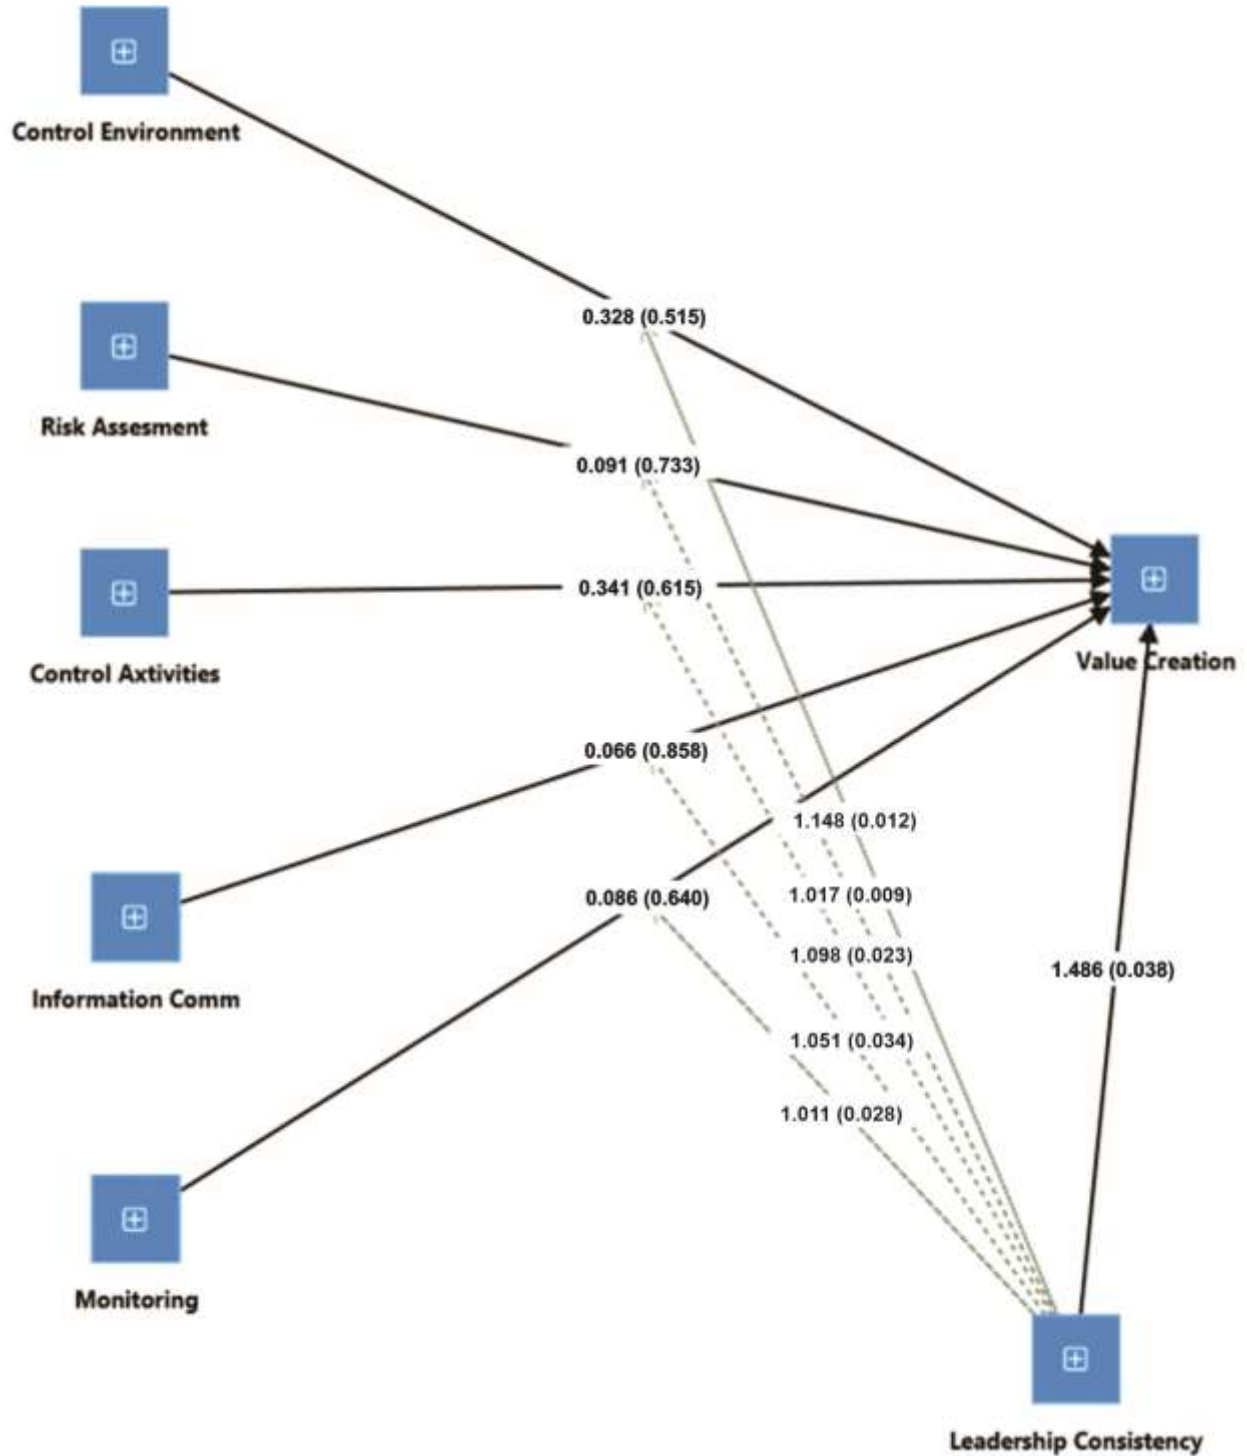 Control Environment
0.328 (0.515)
Risk Assesment
0.091 (0.733)
0.341 (0.615)
Control Axtivities
Value Creation
0.066 (0.858)
1.148 (0.012)
0.086 (0.640)
1.017 (0.009)
1.098 (0.023)
1.486 (0.038)
Information Comm
1.051 (0.034)
1.011 (0.028)
Monitoring
Leadership Consistency